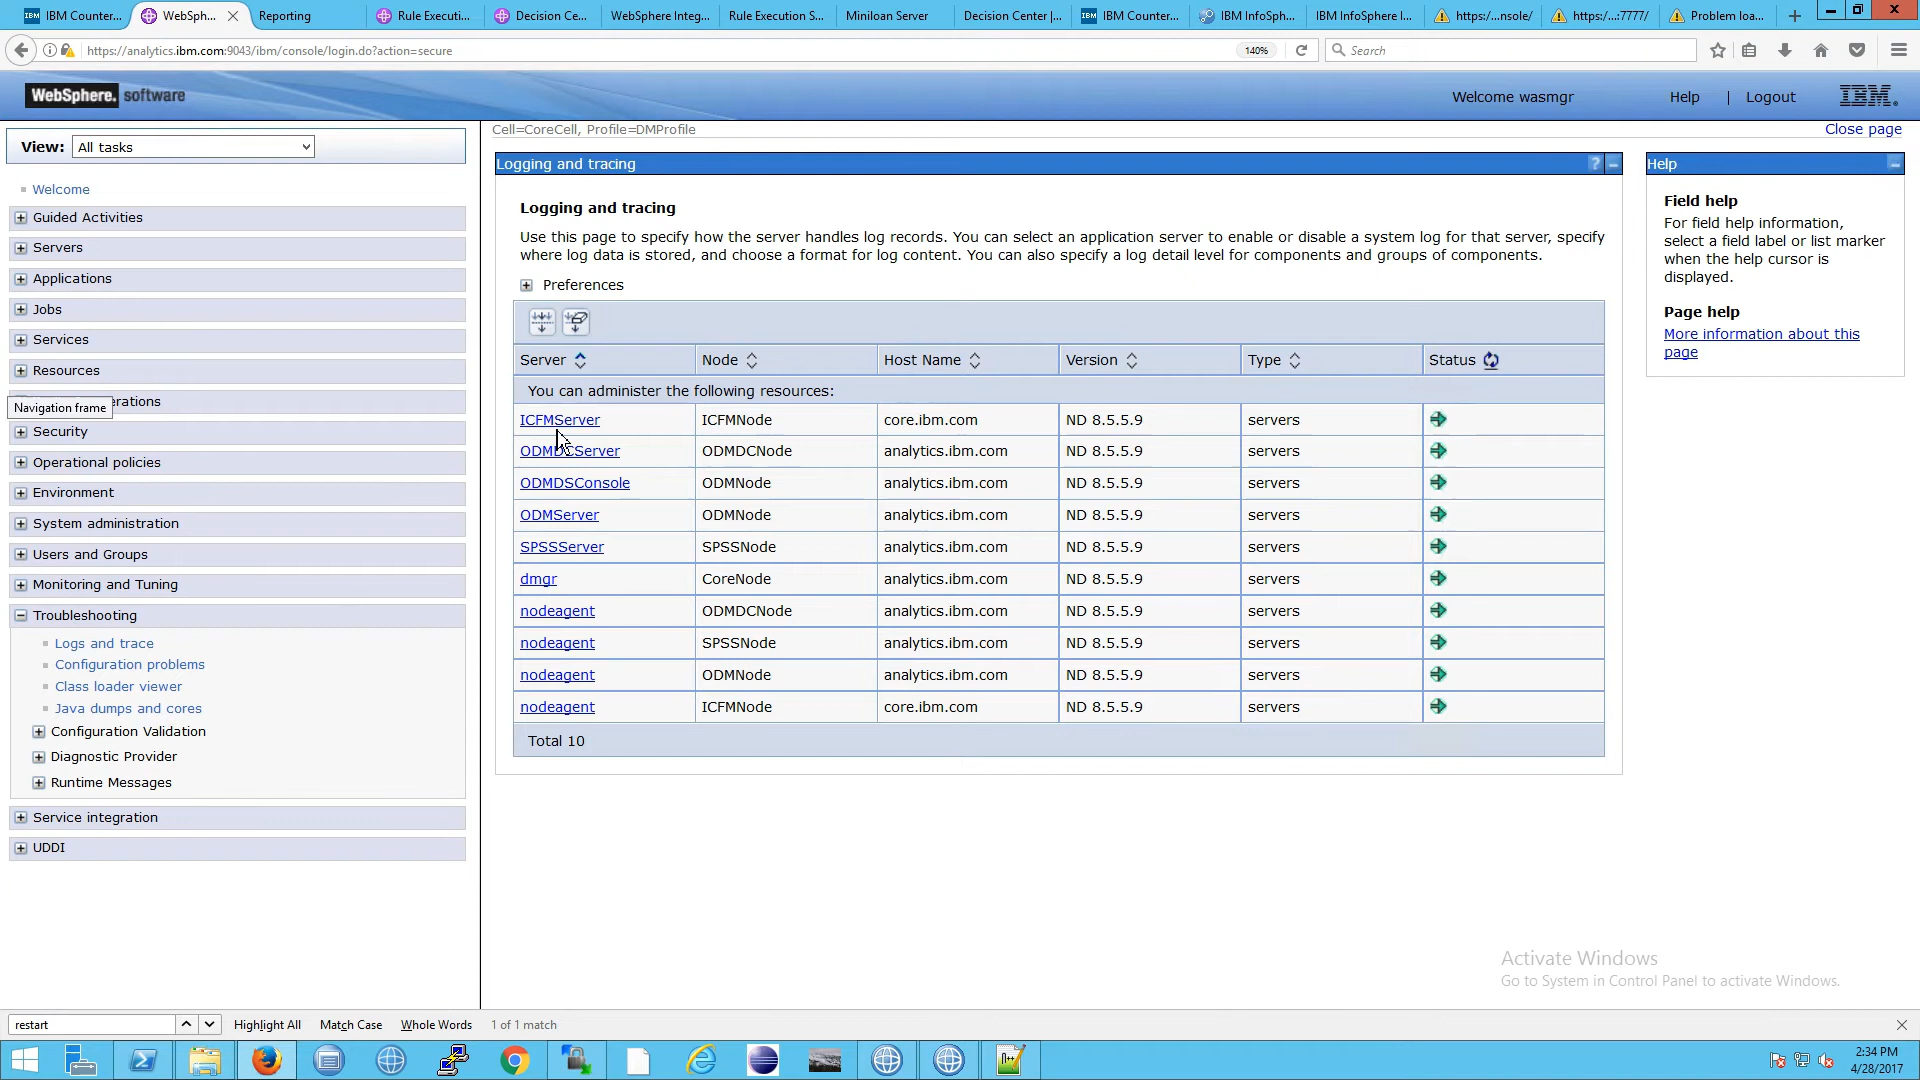 IBM Counter...
WebSph...
Reporting
Rule Executi...
Decision Ce...
WebSphere Integ...
Rule Execution S...
Miniloan Server
Decision Center |...
IBM Counter...
IBM InfoSph...
IBM InfoSphere I...
https:/...nsole/
https:/...:7777/
Problem loa...
https://analytics.ibm.com:9043/ibm/console/login.do?action=secure
140%
Search
WebSphere. software
Welcome wasmgr
Help
|
Logout
IBM.
View:
All tasks
Welcome
Guided Activities
Servers
Applications
Jobs
Services
Resources
erations
Navigation frame
Security
Operational policies
Environment
System administration
Users and Groups
Monitoring and Tuning
Troubleshooting
Logs and trace
Configuration problems
Class loader viewer
Java dumps and cores
Configuration Validation
Diagnostic Provider
Runtime Messages
Service integration
UDDI
Cell=CoreCell, Profile=DMProfile
Close page
Logging and tracing
?
Logging and tracing
Use this page to specify how the server handles log records. You can select an application server to enable or disable a system log for that server, specify
where log data is stored, and choose a format for log content. You can also specify a log detail level for components and groups of components.
Preferences
Server Node Host Name Version Type Status
You can administer the following resources:
ICFMServer ICFMNode core.ibm.com ND 8.5.5.9 servers
ODMDCServer ODMDCNode analytics.ibm.com ND 8.5.5.9 servers
ODMDSConsole ODMNode analytics.ibm.com ND 8.5.5.9 servers
ODMServer ODMNode analytics.ibm.com ND 8.5.5.9 servers
SPSSServer SPSSNode analytics.ibm.com ND 8.5.5.9 servers
dmgr CoreNode analytics.ibm.com ND 8.5.5.9 servers
nodeagent ODMDCNode analytics.ibm.com ND 8.5.5.9 servers
nodeagent SPSSNode analytics.ibm.com ND 8.5.5.9 servers
nodeagent ODMNode analytics.ibm.com ND 8.5.5.9 servers
nodeagent ICFMNode core.ibm.com ND 8.5.5.9 servers
Total 10
Help
Field help
For field help information,
select a field label or list marker
when the help cursor is
displayed.
Page help
More information about this
page
Activate Windows
Go to System in Control Panel to activate Windows.
restart
Highlight All
Match Case
Whole Words
1 of 1 match
2:34 PM
4/28/2017